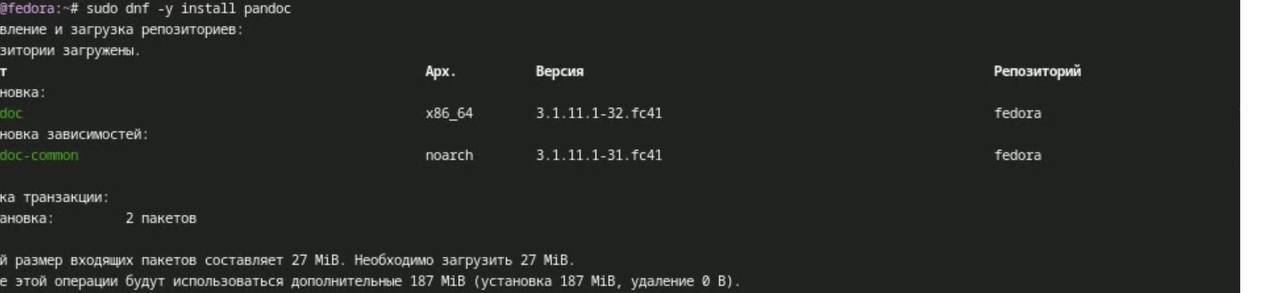 @fedora:~# sudo dnf -y install pandoc
вление и загрузка репозиториев:
зитории загружены.
т Арх. Версия Репозиторий
новка:
doc x86_64 3.1.11.1-32.fc41 fedora
новка зависимостей:
doc-common noarch 3.1.11.1-31.fc41 fedora
ка транзакции:
ановка: 2 пакетов
й размер входящих пакетов составляет 27 MiB. Необходимо загрузить 27 MiB.
е этой операции будут использоваться дополнительные 187 MiB (установка 187 MiB, удаление 0 B).